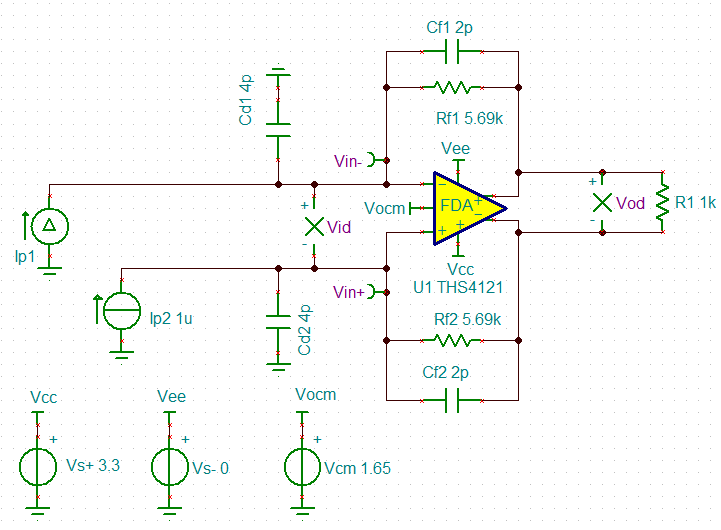 Cf1 2p
Cd1 4p
Rf1 5.69k
Vee
Vin-
−
Vocm
FDA
+
−
+
+
+
Vid
-
+
Vod
-
R1 1k
Ip1
Vcc
U1 THS4121
Vin+
Ip2 1u
Cd2 4p
Rf2 5.69k
Cf2 2p
Vcc
Vee
Vocm
+
+
+
Vs+ 3.3
Vs- 0
Vcm 1.65